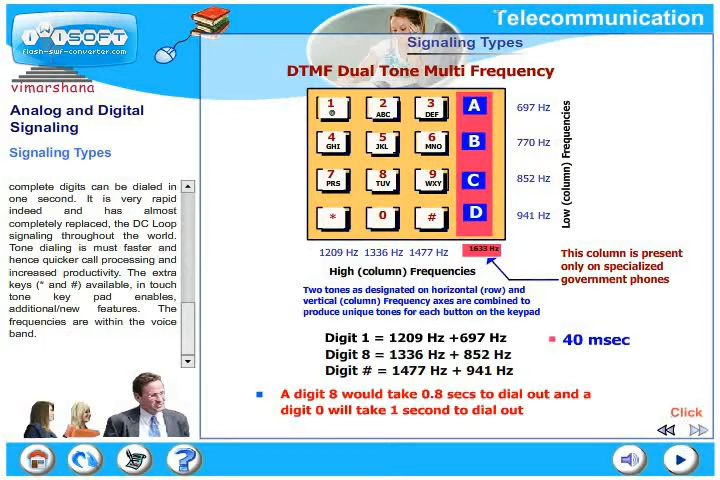 Telecommunication
iWiSOFT
flash-swf-converter.com
vimarshana
Analog and Digital
Signaling
Signaling Types
complete digits can be dialed in
one second. It is very rapid
indeed and has almost
completely replaced, the DC Loop
signaling throughout the world.
Tone dialing is must faster and
hence quicker call processing and
increased productivity. The extra
keys (* and #) available, in touch
tone key pad enables,
additional/new features. The
frequencies are within the voice
band.
Signaling Types
DTMF Dual Tone Multi Frequency
1 2 3 A 697 Hz
@ ABC DEF
4 5 6 B 770 Hz
GHI JKL MNO
7 8 9 C 852 Hz
PRS TUV WXY
* 0 # D 941 Hz
Low (column) Frequencies
1209 Hz 1336 Hz 1477 Hz 1633 Hz
High (column) Frequencies
This column is present
only on specialized
government phones
Two tones as designated on horizontal (row) and
vertical (column) Frequency axes are combined to
produce unique tones for each button on the keypad
Digit 1 = 1209 Hz +697 Hz
Digit 8 = 1336 Hz + 852 Hz
Digit # = 1477 Hz + 941 Hz
40 msec
A digit 8 would take 0.8 secs to dial out and a
digit 0 will take 1 second to dial out
Click